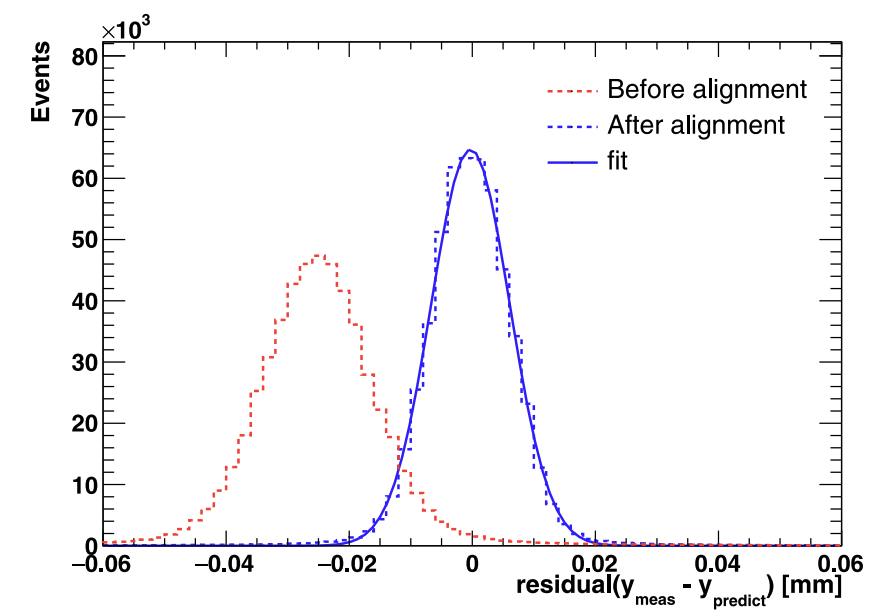 ×10³
Events
80
70
60
50
40
30
20
10
0
−0.06 −0.04 −0.02 0 0.02 0.04 0.06
residual(y_meas - y_predict) [mm]
Before alignment
After alignment
fit